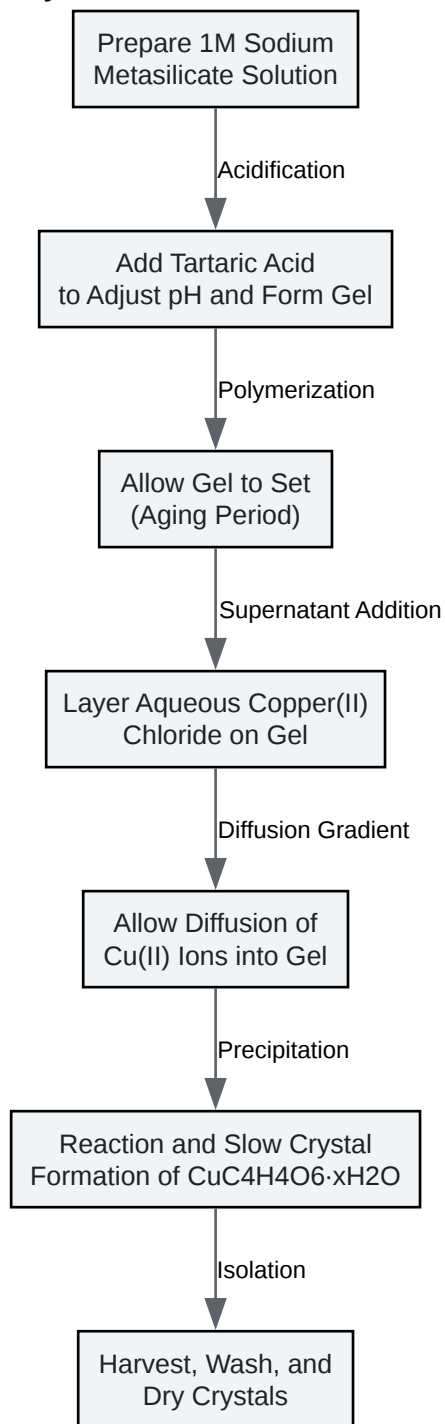 Prepare 1M Sodium
Metasilicate Solution
Acidification
Add Tartaric Acid
to Adjust pH and Form Gel
Polymerization
Allow Gel to Set
(Aging Period)
Supernatant Addition
Layer Aqueous Copper(II)
Chloride on Gel
Diffusion Gradient
Allow Diffusion of
Cu(II) Ions into Gel
Precipitation
Reaction and Slow Crystal
Formation of CuC4H4O6·xH2O
Isolation
Harvest, Wash, and
Dry Crystals